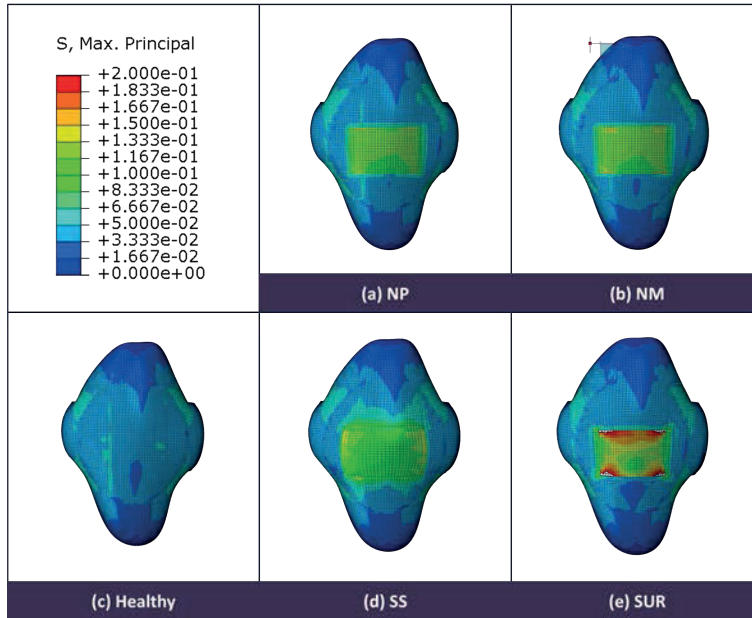 S, Max. Principal
+2.000e-01
+1.833e-01
+1.667e-01
+1.500e-01
+1.333e-01
+1.167e-01
+1.000e-01
+8.333e-02
+6.667e-02
+5.000e-02
+3.333e-02
+1.667e-02
+0.000e+00
(a) NP
(b) NM
(c) Healthy
(d) SS
(e) SUR